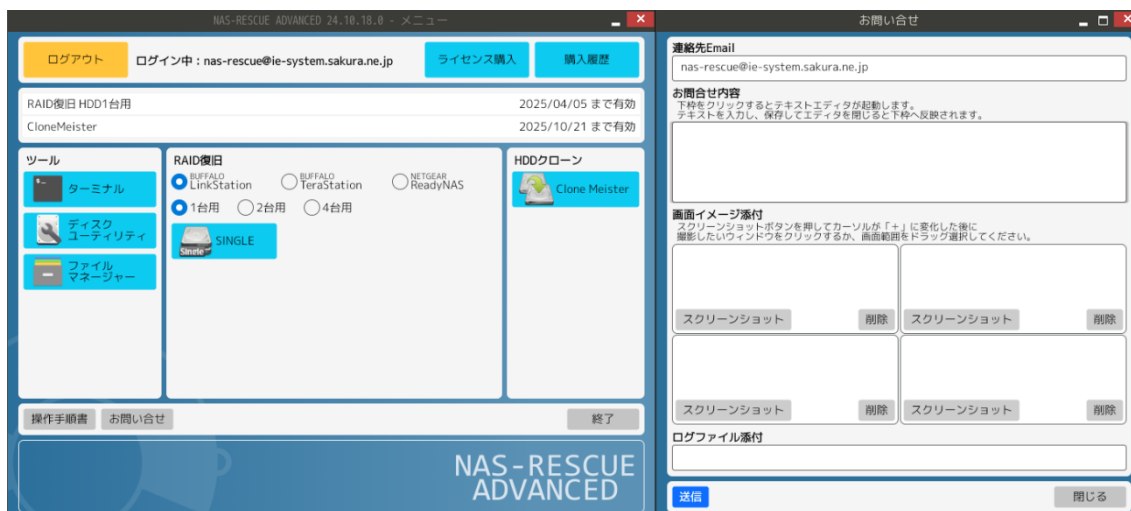 NAS-RESCUE ADVANCED 24.10.18.0 - メニュー
ログアウト
ログイン中：nas-rescue@ie-system.sakura.ne.jp
ライセンス購入
購入履歴
RAID復旧 HDD1台用
2025/04/05 まで有効
CloneMeister
2025/10/21 まで有効
ツール
ターミナル
ディスク
ユーティリティ
ファイル
マネージャー
RAID復旧
BUFFALO
LinkStation
BUFFALO
TeraStation
NETGEAR
ReadyNAS
1台用
2台用
4台用
Single
SINGLE
HDDクローン
Clone Meister
操作手順書
お問い合せ
終了
NAS-RESCUE
ADVANCED
お問い合せ
連絡先Email
nas-rescue@ie-system.sakura.ne.jp
お問合せ内容
下枠をクリックするとテキストエディタが起動します。
テキストを入力し、保存してエディタを閉じると下枠へ反映されます。
画面イメージ添付
スクリーンショットボタンを押してカーソルが「+」に変化した後に
撮影したいウィンドウをクリックするか、画面範囲をドラッグ選択してください。
スクリーンショット
削除
スクリーンショット
削除
スクリーンショット
削除
スクリーンショット
削除
ログファイル添付
送信
閉じる